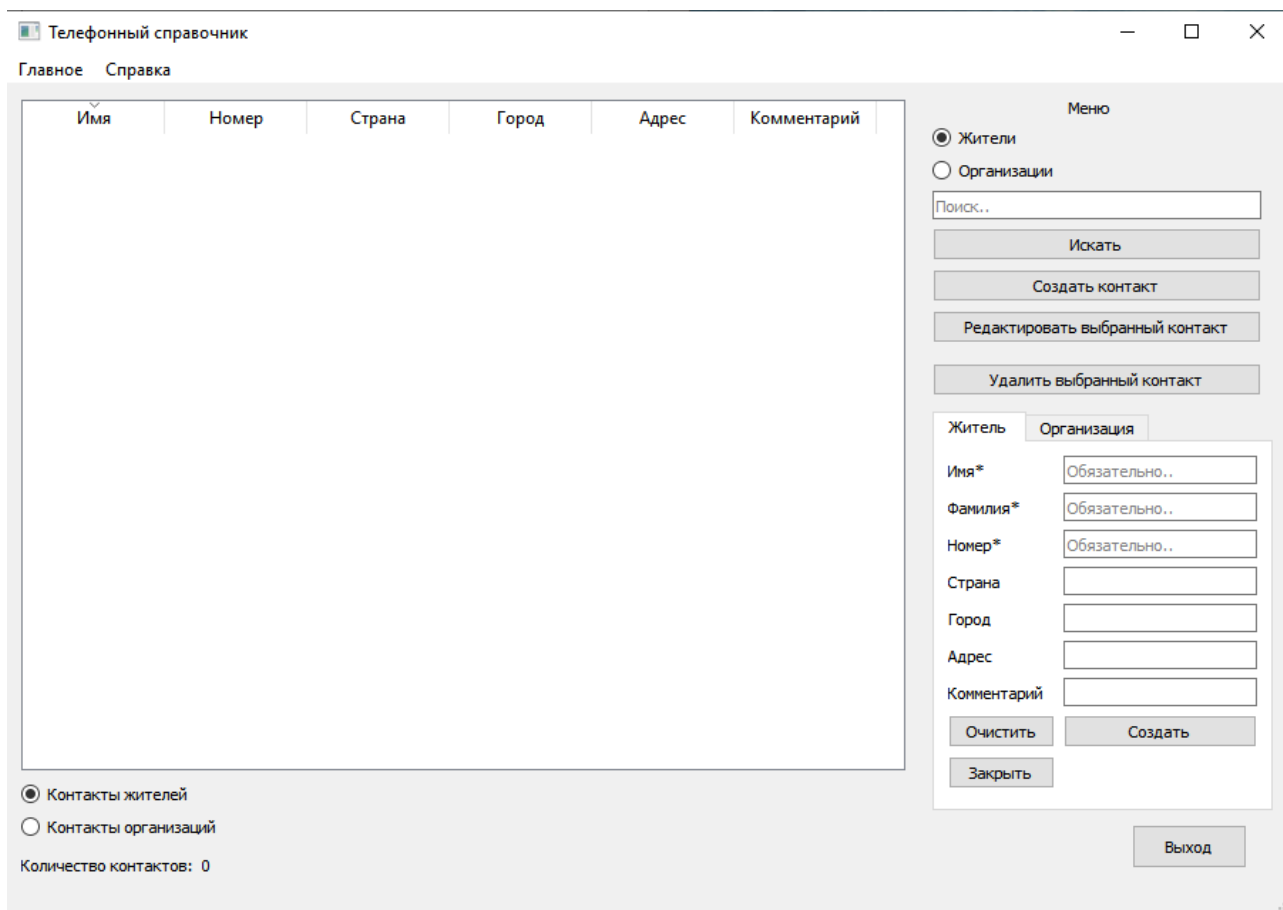 Телефонный справочник
Главное Справка
Имя Номер Страна Город Адрес Комментарий
Контакты жителей
Контакты организаций
Количество контактов: 0
Меню
Жители
Организации
Поиск..
Искать
Создать контакт
Редактировать выбранный контакт
Удалить выбранный контакт
Житель Организация
Имя* Обязательно..
Фамилия* Обязательно..
Номер* Обязательно..
Страна
Город
Адрес
Комментарий
Очистить Создать
Закрыть
Выход